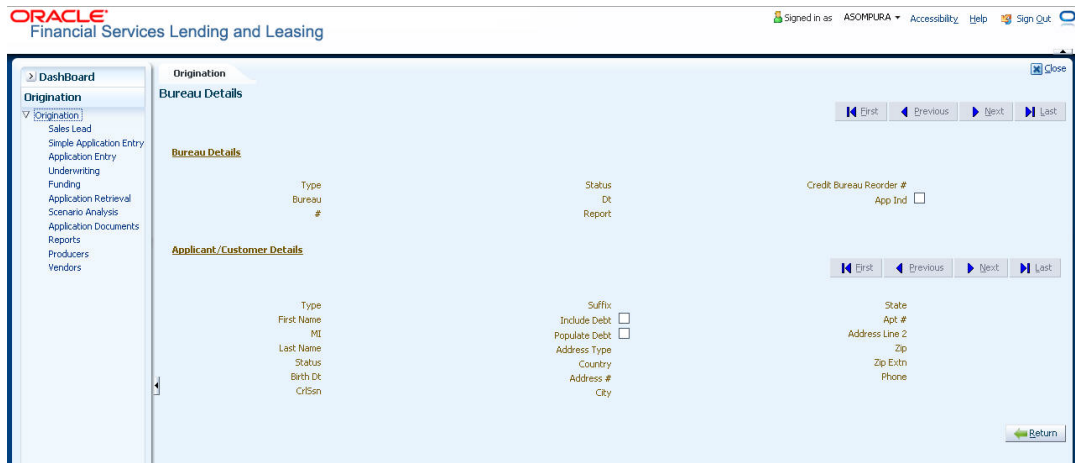 ORACLE
Financial Services Lending and Leasing
Signed in as ASOMPURA Accessibility Help Sign Out
Close
DashBoard
Origination
Origination
Sales Lead
Simple Application Entry
Application Entry
Underwriting
Funding
Application Retrieval
Scenario Analysis
Application Documents
Reports
Producers
Vendors
Origination
Bureau Details
First Previous Next Last
Bureau Details
Type Status Credit Bureau Reorder #
Bureau Dt App Ind
# Report
Applicant/Customer Details
First Previous Next Last
Type Suffix State
First Name Include Debt Apt #
MI Populate Debt Address Line 2
Last Name Address Type Zip
Status Country Zip Extn
Birth Dt Address # Phone
CrlSsn City
Return